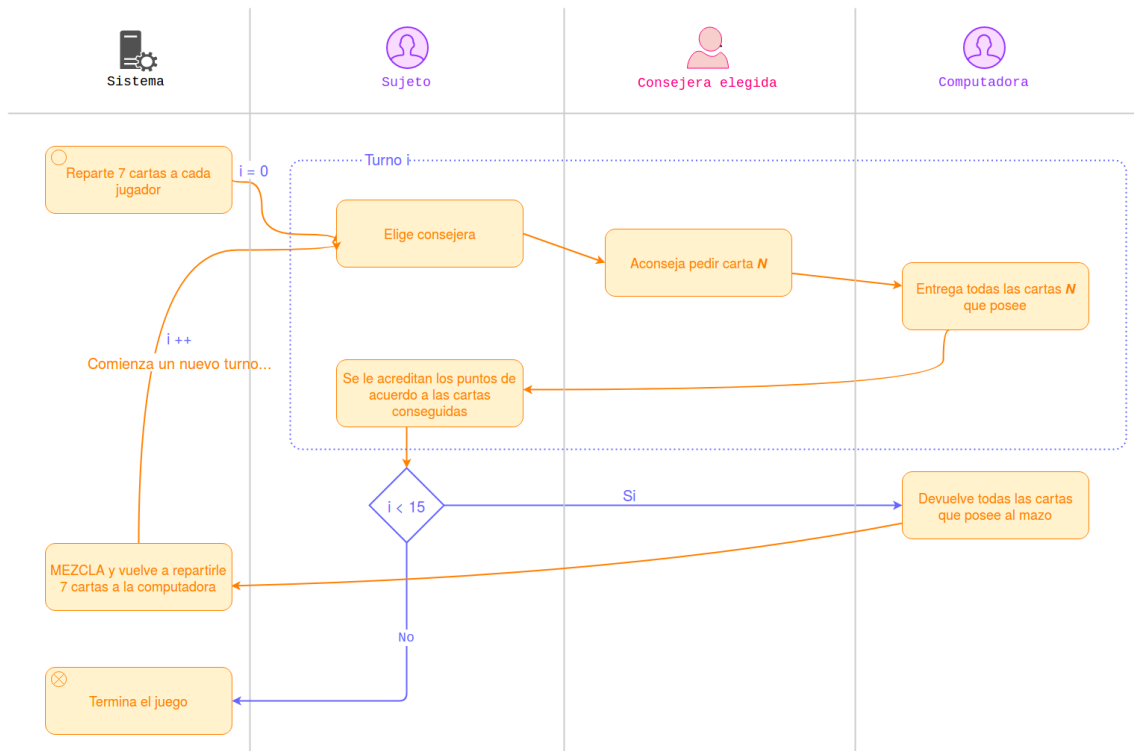 Sistema
Sujeto
Consejera elegida
Computadora
Turno i
Reparte 7 cartas a cada
jugador
i = 0
Elige consejera
Aconseja pedir carta N
Entrega todas las cartas N
que posee
i ++
Comienza un nuevo turno...
Se le acreditan los puntos de
acuerdo a las cartas
conseguidas
i < 15
Si
Devuelve todas las cartas
que posee al mazo
MEZCLA y vuelve a repartirle
7 cartas a la computadora
No
Termina el juego